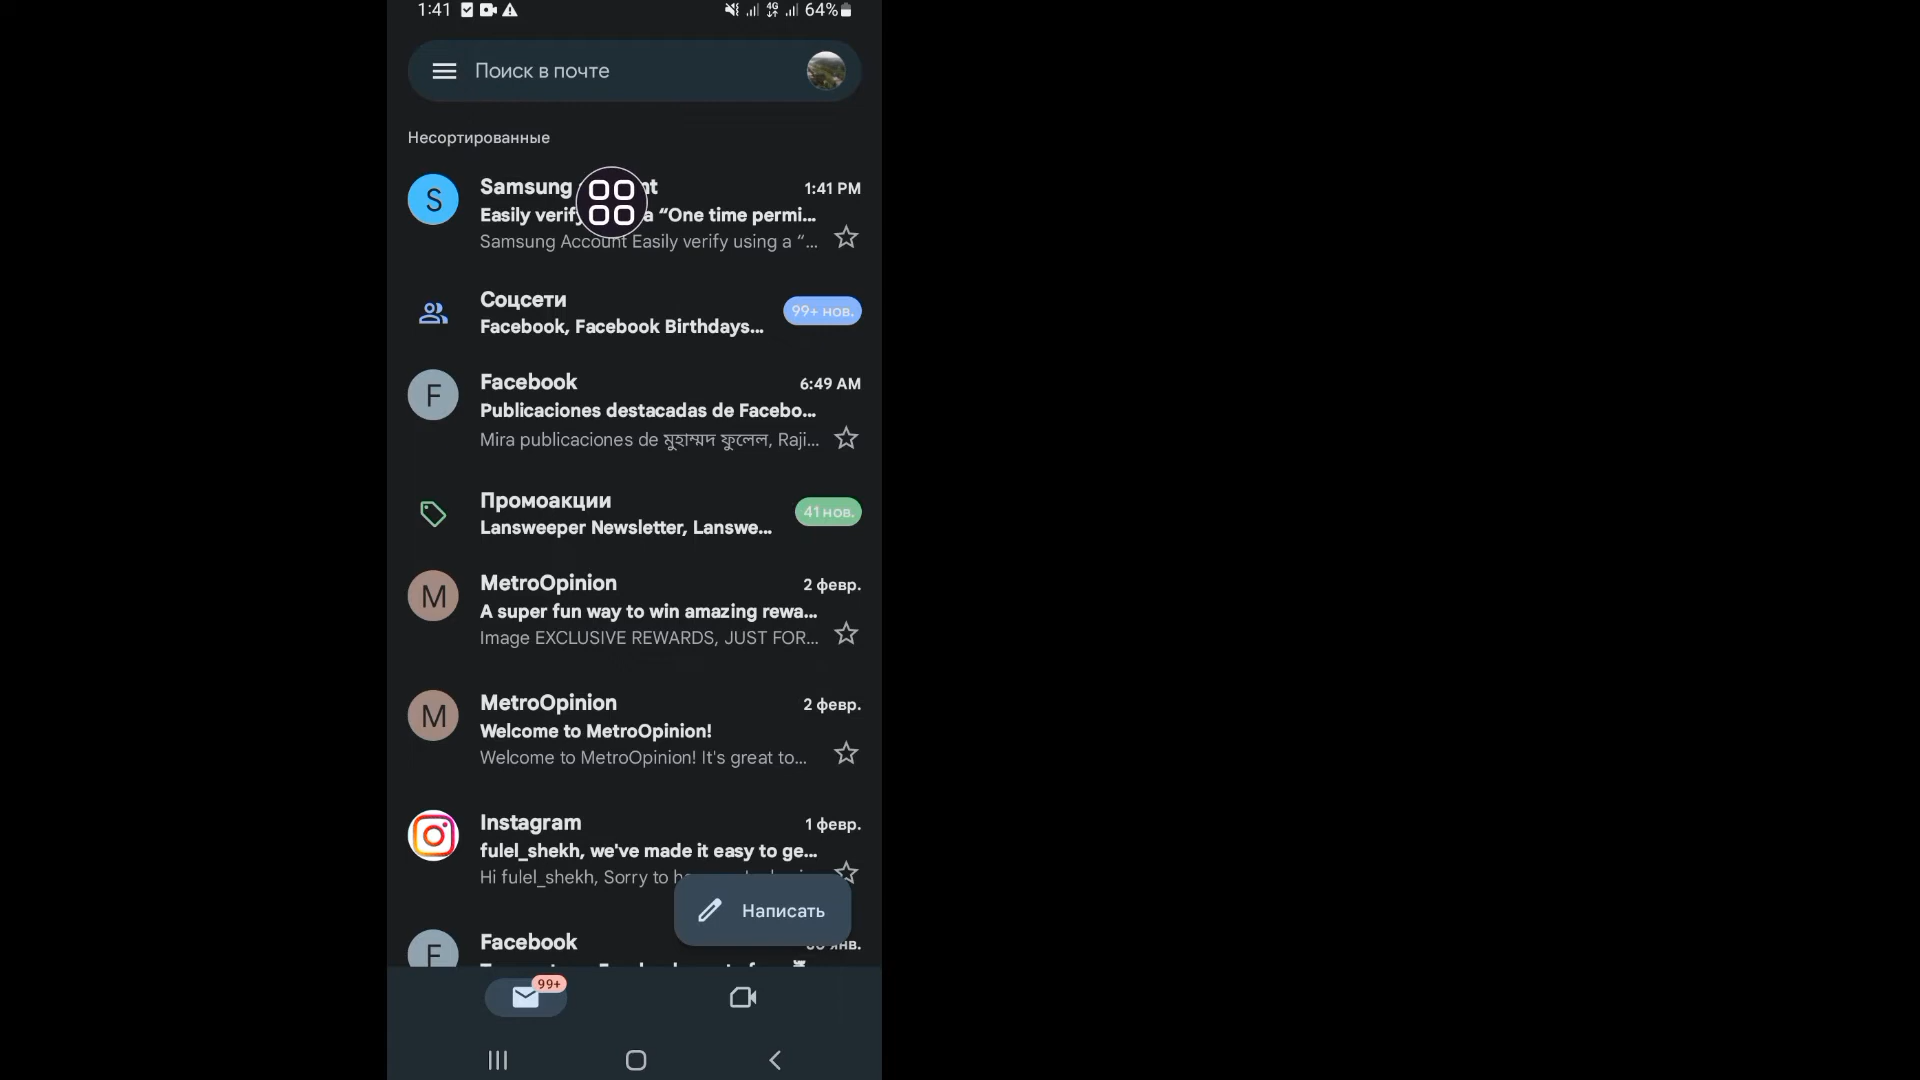 1:41 4G 64%
Поиск в почте
Несортированные
S
Samsung
1:41 PM
Easily verify a “One time permi...
Samsung Account Easily verify using a “...
Соцсети
99+ нов.
Facebook, Facebook Birthdays...
F
Facebook
6:49 AM
Publicaciones destacadas de Facebo...
Mira publicaciones de মুহাম্মদ ফুলেল, Raji...
Промоакции
41 нов.
Lansweeper Newsletter, Lanswe...
M
MetroOpinion
2 февр.
A super fun way to win amazing rewa...
Image EXCLUSIVE REWARDS, JUST FOR...
M
MetroOpinion
2 февр.
Welcome to MetroOpinion!
Welcome to MetroOpinion! It's great to...
Instagram
1 февр.
fulel_shekh, we've made it easy to ge...
Hi fulel_shekh, Sorry to
Написать
F
Facebook
янв.
99+